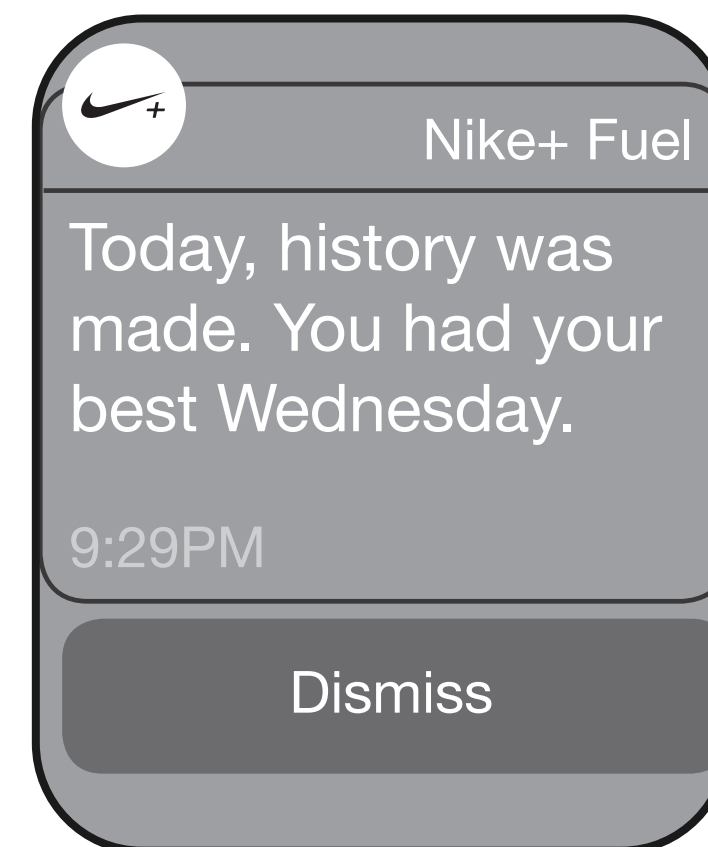 Nike+ Fuel
Today, history was
made. You had your
best Wednesday.
9:29PM
Dismiss